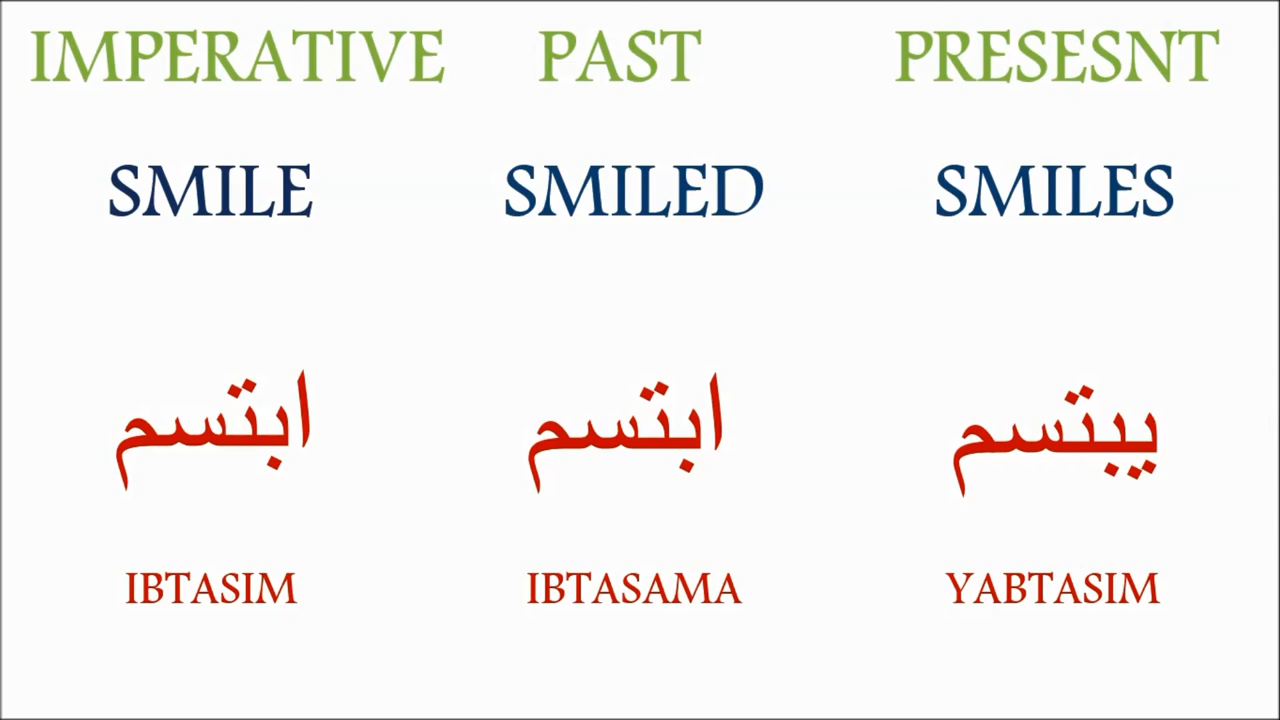 IMPERATIVE PAST PRESESNT
SMILE SMILED SMILES
ابتسم ابتسم يبتسم
IBTASIM IBTASAMA YABTASIM